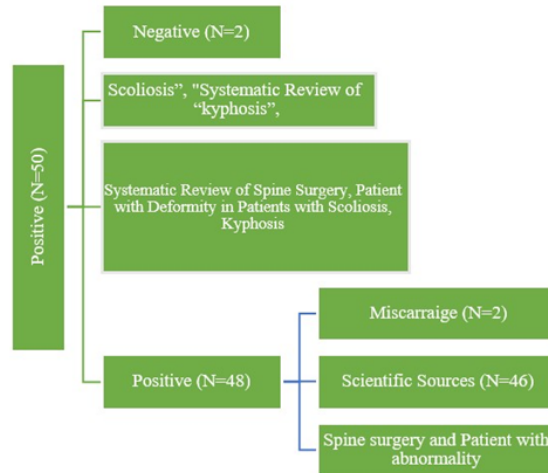 Negative (N=2)
Positive (N=50)
Scoliosis”, "Systematic Review of
“kyphosis”,
Systematic Review of Spine Surgery, Patient
with Deformity in Patients with Scoliosis,
Kyphosis
Positive (N=48)
Miscarraige (N=2)
Scientific Sources (N=46)
Spine surgery and Patient with
abnormality